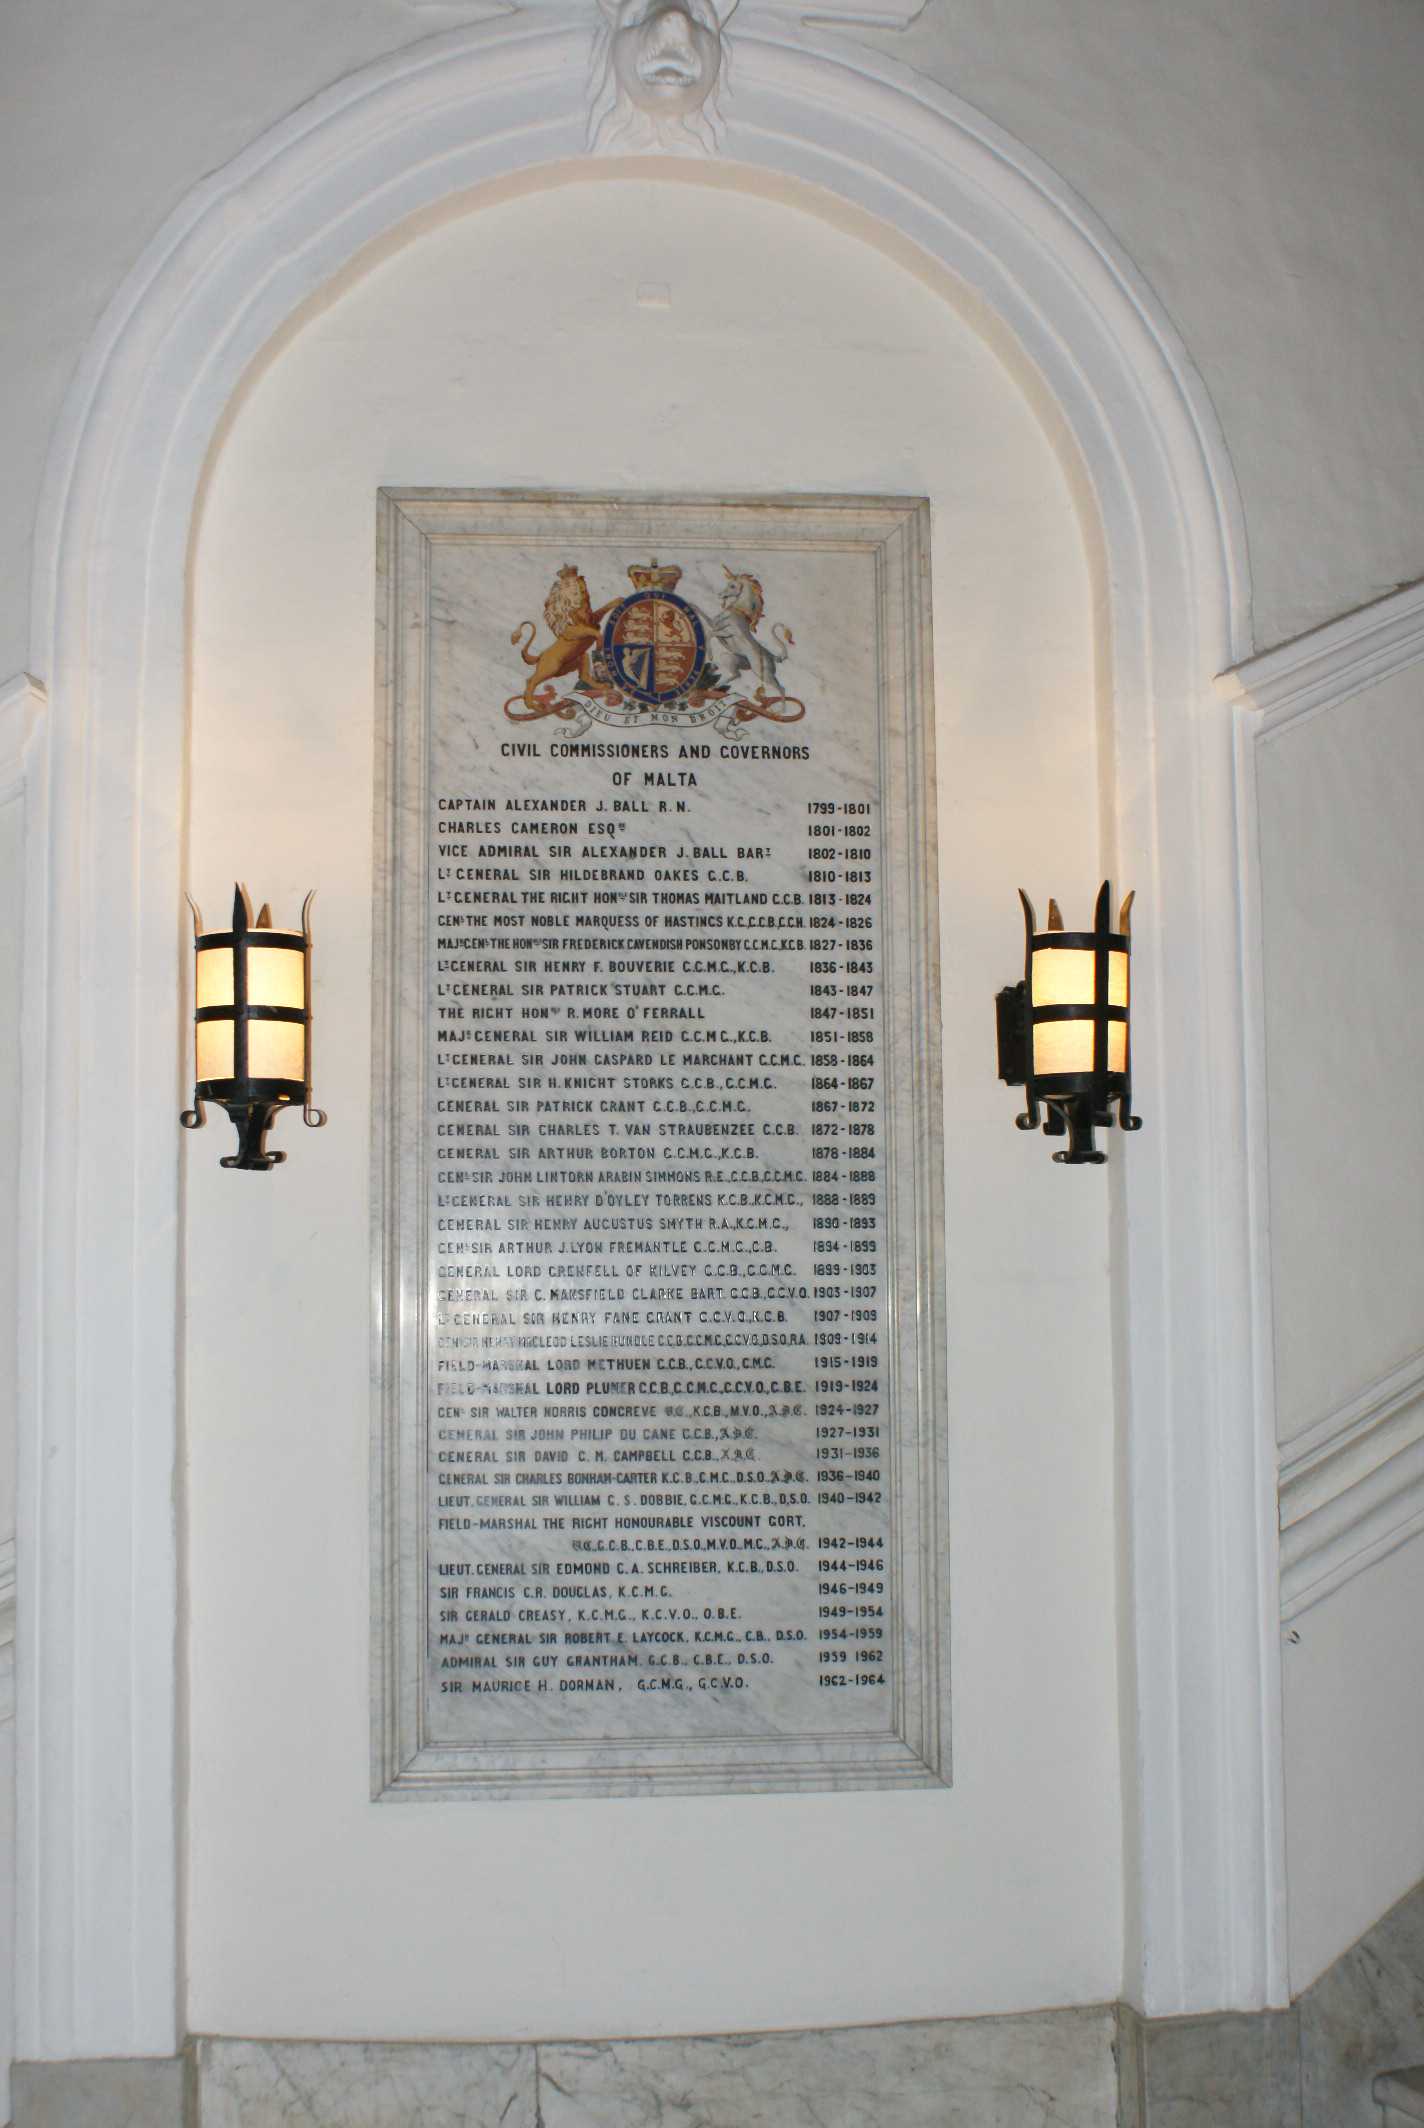 DIEU ET MON DROIT
CIVIL COMMISSIONERS AND GOVERNORS
OF MALTA
CAPTAIN ALEXANDER J. BALL R.N. 1799-1801
CHARLES CAMERON ESQRE 1801-1802
VICE ADMIRAL SIR ALEXANDER J. BALL BART 1802-1810
LT GENERAL SIR HILDEBRAND OAKES G.C.B. 1810-1813
LT GENERAL THE RIGHT HONBLE SIR THOMAS MAITLAND G.C.B. 1813-1824
GENL THE MOST NOBLE MARQUESS OF HASTINGS K.G.,G.C.B.,G.C.H. 1824-1826
MAJR GENL THE HONBLE SIR FREDERICK CAVENDISH PONSONBY G.C.M.G.,K.C.B. 1827-1836
LT GENERAL SIR HENRY F. BOUVERIE G.C.M.G.,K.C.B. 1836-1843
LT GENERAL SIR PATRICK STUART G.C.M.G. 1843-1847
THE RIGHT HONBLE R. MORE O'FERRALL 1847-1851
MAJR GENERAL SIR WILLIAM REID G.C.M.G.,K.C.B. 1851-1858
LT GENERAL SIR JOHN GASPARD LE MARCHANT G.C.M.G. 1858-1864
LT GENERAL SIR H. KNIGHT STORKS G.C.B.,G.C.M.G. 1864-1867
GENERAL SIR PATRICK GRANT G.C.B.,G.C.M.G. 1867-1872
GENERAL SIR CHARLES T. VAN STRAUBENZEE G.C.B. 1872-1878
GENERAL SIR ARTHUR BORTON G.C.M.G.,K.C.B. 1878-1884
GENL SIR JOHN LINTORN ARABIN SIMMONS R.E.,G.C.B.,G.C.M.G. 1884-1888
LT GENERAL SIR HENRY D'OYLEY TORRENS K.C.B.,K.C.M.G., 1888-1889
GENERAL SIR HENRY AUGUSTUS SMYTH R.A.,K.C.M.G., 1890-1893
GENL SIR ARTHUR J. LYON FREMANTLE G.C.M.G.,C.B. 1894-1899
GENERAL LORD GRENFELL OF KILVEY G.C.B.,G.C.M.G. 1899-1903
GENERAL SIR C. MANSFIELD CLARKE BART. G.C.B.,G.C.V.O. 1903-1907
LT GENERAL SIR HENRY FANE GRANT G.C.V.O.,K.C.B. 1907-1909
GEN SIR HENRY MACLEOD LESLIE RUNDLE G.C.B.,G.C.M.G.,G.C.V.O.,D.S.O.,R.A. 1909-1914
FIELD-MARSHAL LORD METHUEN G.C.B.,G.C.V.O.,C.M.G. 1915-1919
FIELD-MARSHAL LORD PLUMER G.C.B.,G.C.M.G.,G.C.V.O.,G.B.E. 1919-1924
GENL SIR WALTER NORRIS CONGREVE V.C.,K.C.B.,M.V.O.,A.D.C. 1924-1927
GENERAL SIR JOHN PHILIP DU CANE G.C.B.,A.D.C. 1927-1931
GENERAL SIR DAVID G. M. CAMPBELL G.C.B.,A.D.C. 1931-1936
GENERAL SIR CHARLES BONHAM-CARTER K.C.B.,C.M.G.,D.S.O.,A.D.C. 1936-1940
LIEUT. GENERAL SIR WILLIAM G. S. DOBBIE, G.C.M.G., K.C.B., D.S.O. 1940-1942
FIELD-MARSHAL THE RIGHT HONOURABLE VISCOUNT GORT,
V.C.,G.C.B.,C.B.E.,D.S.O.,M.V.O.,M.C.,A.D.C. 1942-1944
LIEUT. GENERAL SIR EDMOND C. A. SCHREIBER, K.C.B., D.S.O. 1944-1946
SIR FRANCIS C.R. DOUGLAS, K.C.M.G. 1946-1949
SIR GERALD CREASY, K.C.M.G., K.C.V.O., O.B.E. 1949-1954
MAJR GENERAL SIR ROBERT E. LAYCOCK, K.C.M.G., C.B., D.S.O. 1954-1959
ADMIRAL SIR GUY GRANTHAM, G.C.B., C.B.E., D.S.O. 1959 1962
SIR MAURICE H. DORMAN, G.C.M.G., G.C.V.O. 1962-1964